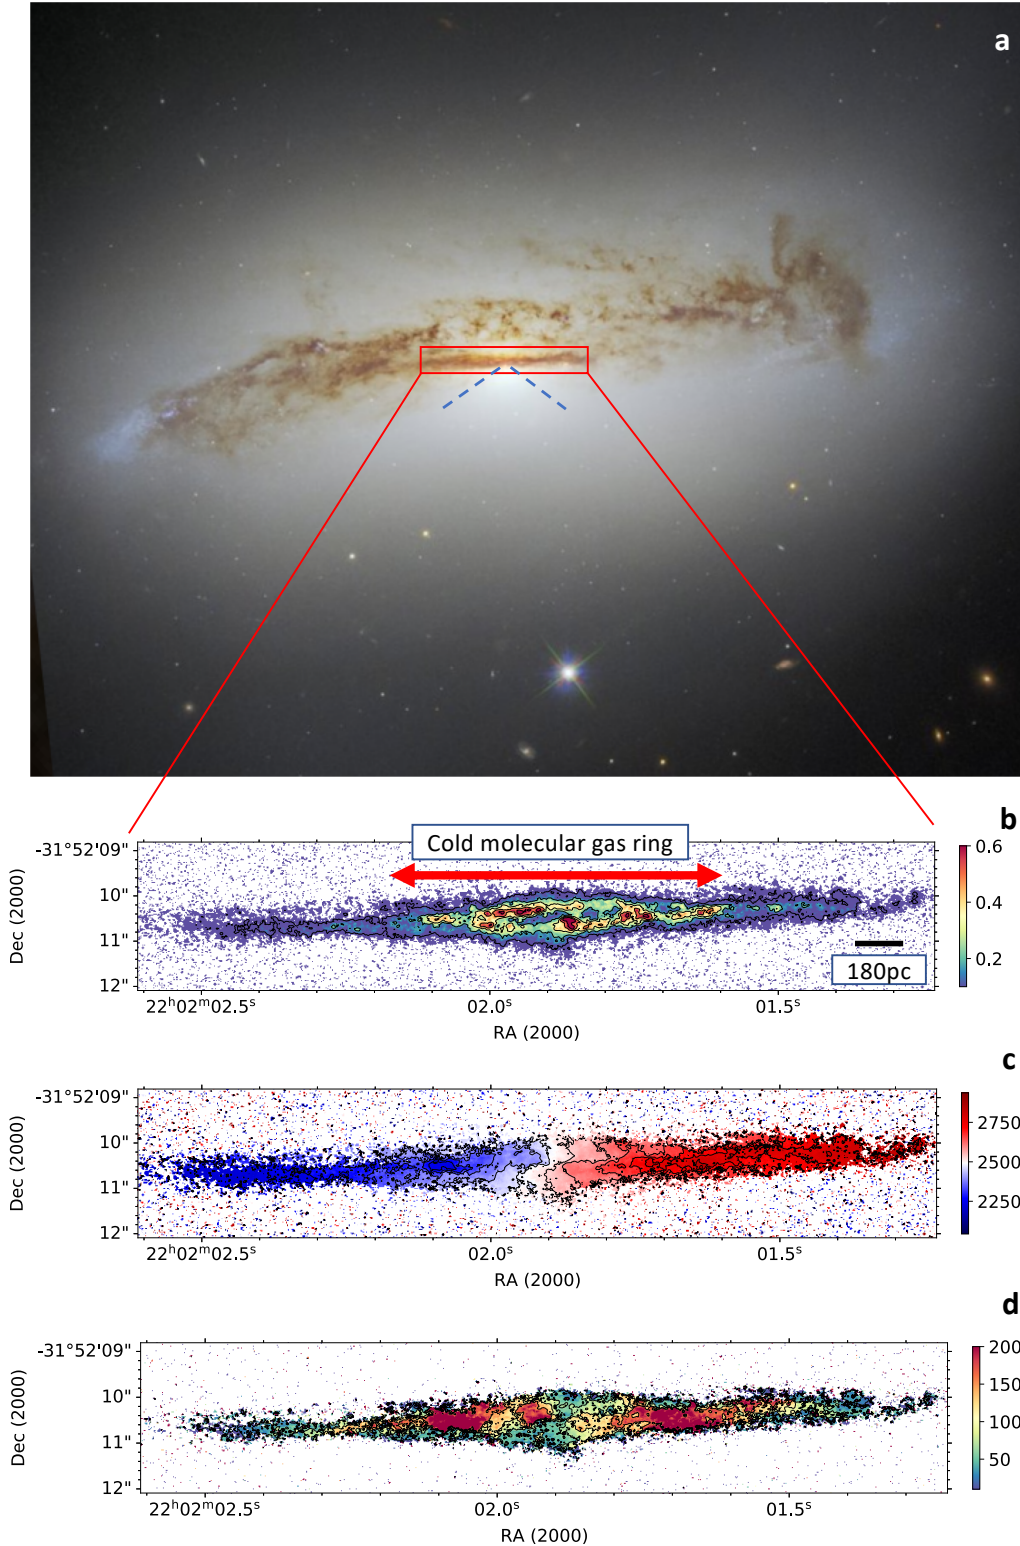 a
b
Cold molecular gas ring
-31°52'09"
10"
11"
12"
Dec (2000)
180pc
0.6
0.4
0.2
22ʰ02ᵐ02.5ˢ
02.0ˢ
01.5ˢ
RA (2000)
c
-31°52'09"
10"
11"
12"
Dec (2000)
2750
2500
2250
22ʰ02ᵐ02.5ˢ
02.0ˢ
01.5ˢ
RA (2000)
d
-31°52'09"
10"
11"
12"
Dec (2000)
200
150
100
50
22ʰ02ᵐ02.5ˢ
02.0ˢ
01.5ˢ
RA (2000)